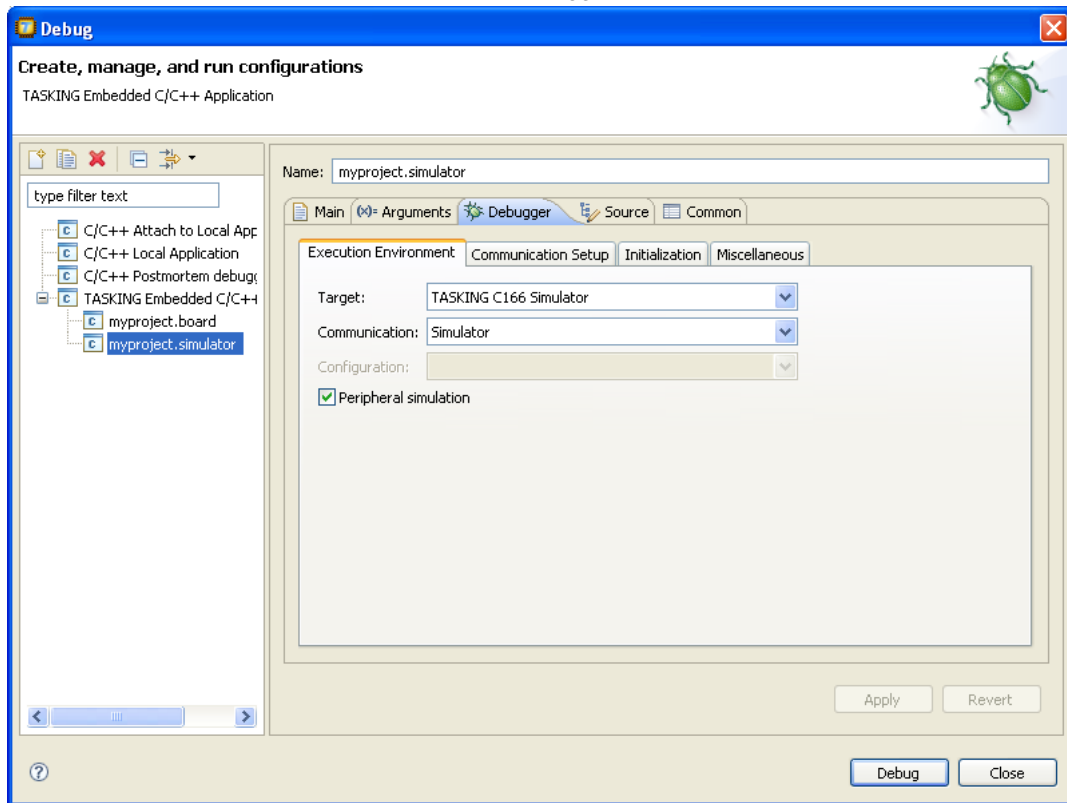 Debug
Create, manage, and run configurations
TASKING Embedded C/C++ Application
type filter text
C/C++ Attach to Local App
C/C++ Local Application
C/C++ Postmortem debugg
TASKING Embedded C/C++
myproject.board
myproject.simulator
Name: myproject.simulator
Main (x)= Arguments Debugger Source Common
Execution Environment Communication Setup Initialization Miscellaneous
Target: TASKING C166 Simulator
Communication: Simulator
Configuration:
Peripheral simulation
Apply Revert
Debug Close